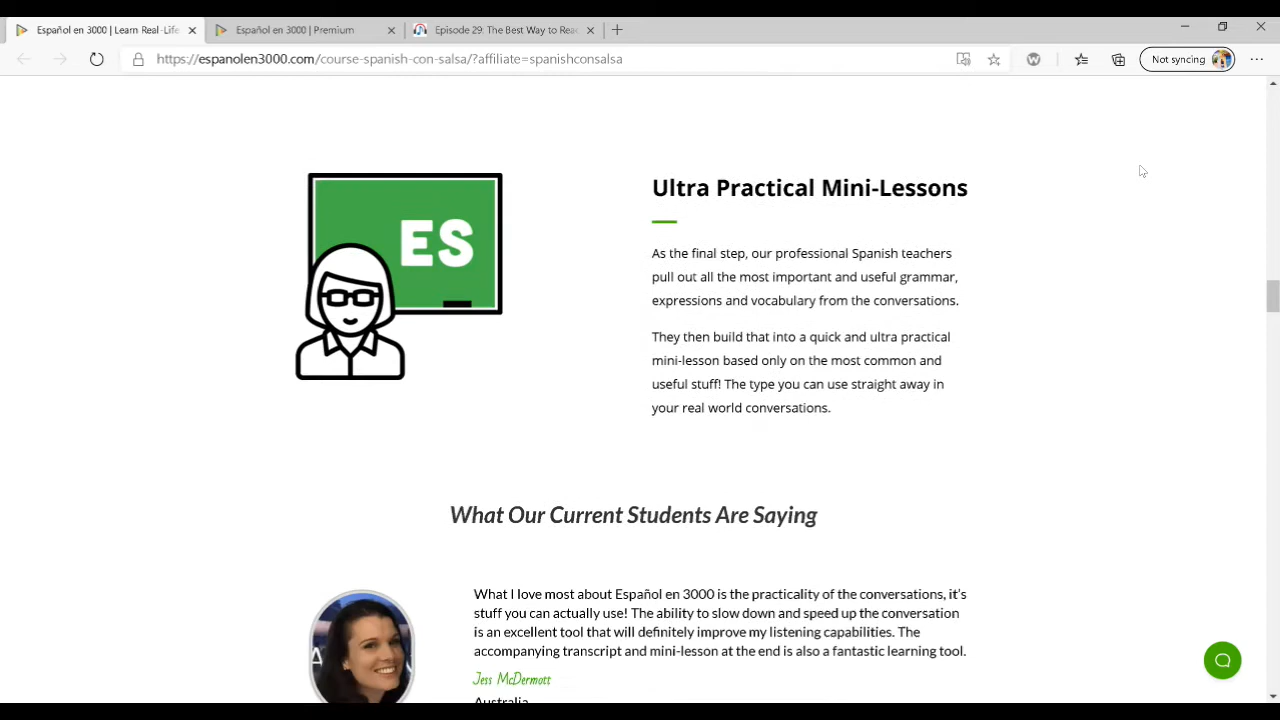 Español en 3000 | Learn Real-Life
Español en 3000 | Premium
Episode 29: The Best Way to Reac
https://espanolen3000.com/course-spanish-con-salsa/?affiliate=spanishconsalsa
Not syncing
ES
Ultra Practical Mini-Lessons
As the final step, our professional Spanish teachers
pull out all the most important and useful grammar,
expressions and vocabulary from the conversations.
They then build that into a quick and ultra practical
mini-lesson based only on the most common and
useful stuff! The type you can use straight away in
your real world conversations.
What Our Current Students Are Saying
What I love most about Español en 3000 is the practicality of the conversations, it's
stuff you can actually use! The ability to slow down and speed up the conversation
is an excellent tool that will definitely improve my listening capabilities. The
accompanying transcript and mini-lesson at the end is also a fantastic learning tool.
Jess McDermott
Australia